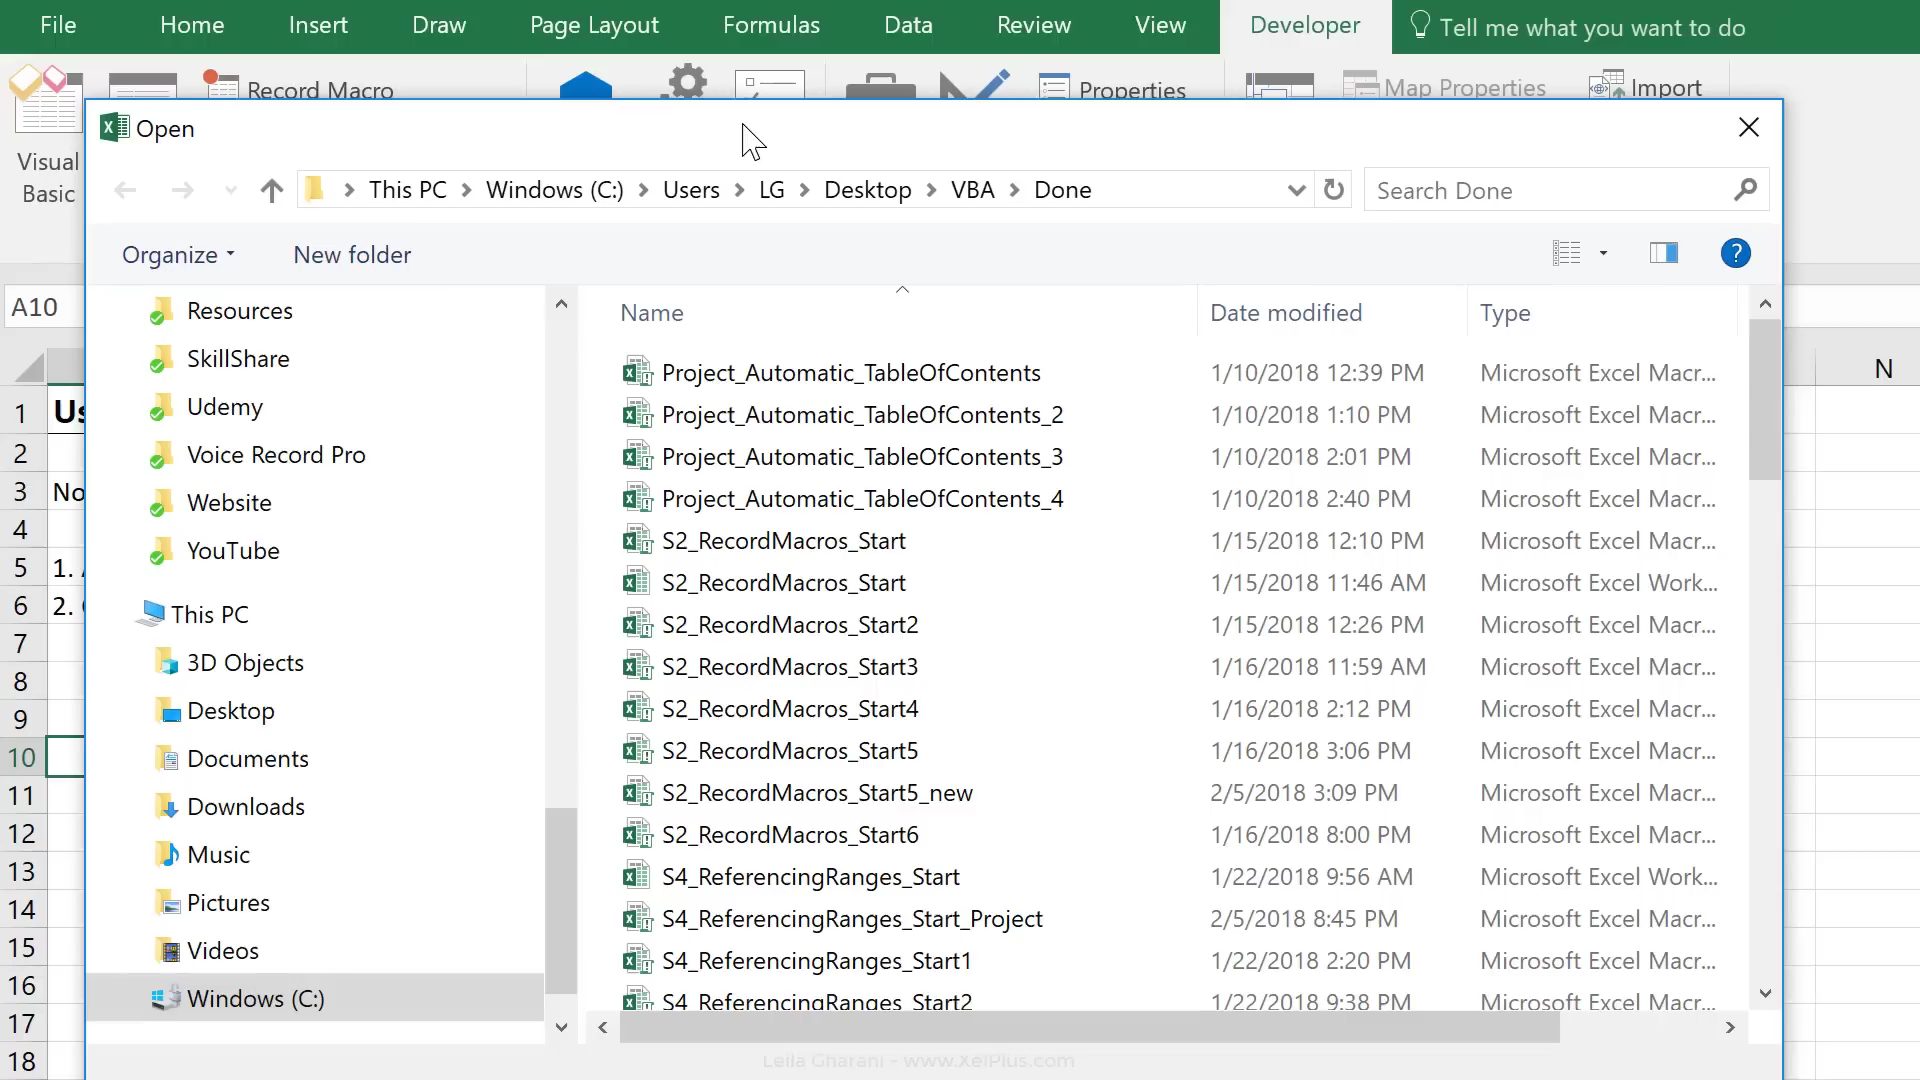 File Home Insert Draw Page Layout Formulas Data Review View Developer Tell me what you want to do
Record Macro Properties Map Properties Import
Visual
Basic
Open
This PC Windows (C:) Users LG Desktop VBA Done Search Done
Organize New folder ?
A10
Name Date modified Type
N
Resources
SkillShare
Udemy
Voice Record Pro
Website
YouTube
This PC
3D Objects
Desktop
Documents
Downloads
Music
Pictures
Videos
Windows (C:)
Project_Automatic_TableOfContents 1/10/2018 12:39 PM Microsoft Excel Macr...
Project_Automatic_TableOfContents_2 1/10/2018 1:10 PM Microsoft Excel Macr...
Project_Automatic_TableOfContents_3 1/10/2018 2:01 PM Microsoft Excel Macr...
Project_Automatic_TableOfContents_4 1/10/2018 2:40 PM Microsoft Excel Macr...
S2_RecordMacros_Start 1/15/2018 12:10 PM Microsoft Excel Macr...
S2_RecordMacros_Start 1/15/2018 11:46 AM Microsoft Excel Work...
S2_RecordMacros_Start2 1/15/2018 12:26 PM Microsoft Excel Macr...
S2_RecordMacros_Start3 1/16/2018 11:59 AM Microsoft Excel Macr...
S2_RecordMacros_Start4 1/16/2018 2:12 PM Microsoft Excel Macr...
S2_RecordMacros_Start5 1/16/2018 3:06 PM Microsoft Excel Macr...
S2_RecordMacros_Start5_new 2/5/2018 3:09 PM Microsoft Excel Macr...
S2_RecordMacros_Start6 1/16/2018 8:00 PM Microsoft Excel Macr...
S4_ReferencingRanges_Start 1/22/2018 9:56 AM Microsoft Excel Work...
S4_ReferencingRanges_Start_Project 2/5/2018 8:45 PM Microsoft Excel Macr...
S4_ReferencingRanges_Start1 1/22/2018 2:20 PM Microsoft Excel Macr...
S4_ReferencingRanges_Start2 1/22/2018 9:38 PM Microsoft Excel Macr...
1 Us
2
3 No
4
5 1.
6 2.
7
8
9
10
11
12
13
14
15
16
17
18
Leila Gharani - www.XelPlus.com